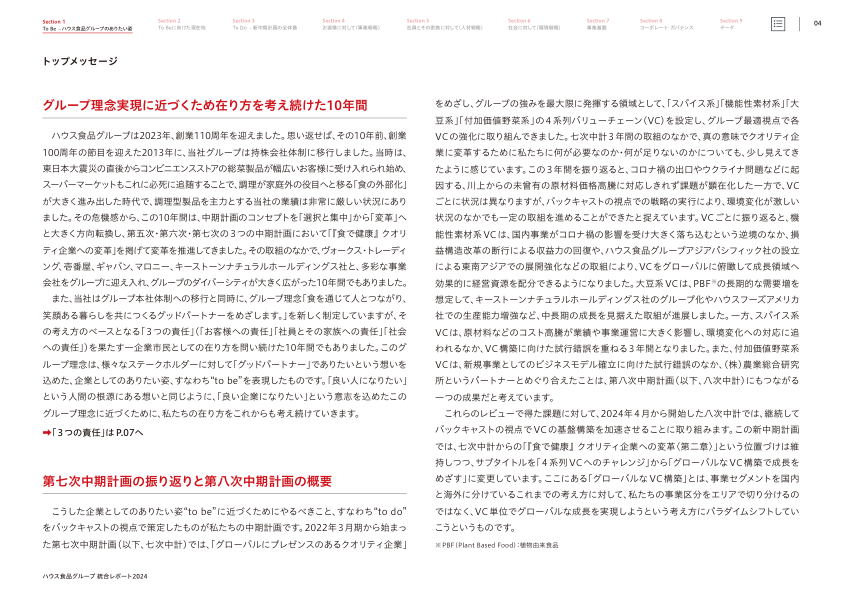 Section 1
To Be —ハウス食品グループのありたい姿
Section 2
To Beに向けた現在地
Section 3
To Do —新中期計画の全体像
Section 4
お客様に対して（事業戦略）
Section 5
社員とその家族に対して（人材戦略）
Section 6
社会に対して（環境戦略）
Section 7
事業基盤
Section 8
コーポレート・ガバナンス
Section 9
データ
04
トップメッセージ
グループ理念実現に近づくため在り方を考え続けた10年間
ハウス食品グループは2023年、創業110周年を迎えました。思い返せば、その10年前、創業
100周年の節目を迎えた2013年に、当社グループは持株会社体制に移行しました。当時は、
東日本大震災の直後からコンビニエンスストアの総菜製品が幅広いお客様に受け入れられ始め、
スーパーマーケットもこれに必死に追随することで、調理が家庭外の役目へと移る「食の外部化」
が大きく進み出した時代で、調理型製品を主力とする当社の業績は非常に厳しい状況にあり
ました。その危機感から、この10年間は、中期計画のコンセプトを「選択と集中」から「変革」へ
と大きく方向転換し、第五次・第六次・第七次の３つの中期計画において「『食で健康』クオリ
ティ企業への変革」を掲げて変革を推進してきました。その取組のなかで、ヴォークス・トレーディ
ング、壱番屋、ギャバン、マロニー、キーストーンナチュラルホールディングス社と、多彩な事業
会社をグループに迎え入れ、グループのダイバーシティが大きく広がった10年間でもありました。
また、当社はグループ本社体制への移行と同時に、グループ理念「食を通じて人とつながり、
笑顔ある暮らしを共につくるグッドパートナーをめざします。」を新しく制定していますが、そ
の考え方のベースとなる「３つの責任」（「お客様への責任」「社員とその家族への責任」「社会
への責任」）を果たす一企業市民としての在り方を問い続けた10年間でもありました。このグ
ループ理念は、様々なステークホルダーに対して「グッドパートナー」でありたいという想いを
込めた、企業としてのありたい姿、すなわち“to be”を表現したものです。「良い人になりたい」
という人間の根源にある想いと同じように、「良い企業になりたい」という意志を込めたこの
グループ理念に近づくために、私たちの在り方をこれからも考え続けていきます。
➡「３つの責任」は P.07へ
第七次中期計画の振り返りと第八次中期計画の概要
こうした企業としてのありたい姿“to be”に近づくためにやるべきこと、すなわち“to do”
をバックキャストの視点で策定したものが私たちの中期計画です。2022年３月期から始まっ
た第七次中期計画（以下、七次中計）では、「グローバルにプレゼンスのあるクオリティ企業」
をめざし、グループの強みを最大限に発揮する領域として、「スパイス系」「機能性素材系」「大
豆系」「付加価値野菜系」の４系列バリューチェーン（VC）を設定し、グループ最適視点で各
VCの強化に取り組んできました。七次中計３年間の取組のなかで、真の意味でクオリティ企
業に変革するために私たちに何が必要なのか・何が足りないのかについても、少し見えてき
たように感じています。この３年間を振り返ると、コロナ禍の出口やウクライナ問題などに起
因する、川上からの未曽有の原材料価格高騰に対応しきれず課題が顕在化した一方で、VC
ごとに状況は異なりますが、バックキャストの視点での戦略の実行により、環境変化が激しい
状況のなかでも一定の取組を進めることができたと捉えています。VCごとに振り返ると、機
能性素材系VCは、国内事業がコロナ禍の影響を受け大きく落ち込むという逆境のなか、損
益構造改革の断行による収益力の回復や、ハウス食品グループアジアパシフィック社の設立
による東南アジアでの展開強化などの取組により、VCをグローバルに俯瞰して成長領域へ
効果的に経営資源を配分できるようになりました。大豆系VCは、PBF※の長期的な需要増を
想定して、キーストーンナチュラルホールディングス社のグループ化やハウスフーズアメリカ
社での生産能力増強など、中長期の成長を見据えた取組が進展しました。一方、スパイス系
VCは、原材料などのコスト高騰が業績や事業運営に大きく影響し、環境変化への対応に追
われるなか、VC構築に向けた試行錯誤を重ねる３年間となりました。また、付加価値野菜系
VCは、新規事業としてのビジネスモデル確立に向けた試行錯誤のなか、（株）農業総合研究
所というパートナーとめぐり合えたことは、第八次中期計画（以下、八次中計）にもつながる
一つの成果だと考えています。
これらのレビューで得た課題に対して、2024年４月から開始した八次中計では、継続して
バックキャストの視点でVCの基盤構築を加速させることに取り組みます。この新中期計画
では、七次中計からの「『食で健康』クオリティ企業への変革〈第二章〉」という位置づけは維
持しつつ、サブタイトルを「４系列VCへのチャレンジ」から「グローバルなVC構築で成長を
めざす」に変更しています。ここにある「グローバルなVC構築」とは、事業セグメントを国内
と海外に分けているこれまでの考え方に対して、私たちの事業区分をエリアで切り分けるの
ではなく、VC単位でグローバルな成長を実現しようという考え方にパラダイムシフトしてい
こうというものです。
※PBF（Plant Based Food）：植物由来食品
ハウス食品グループ 統合レポート2024